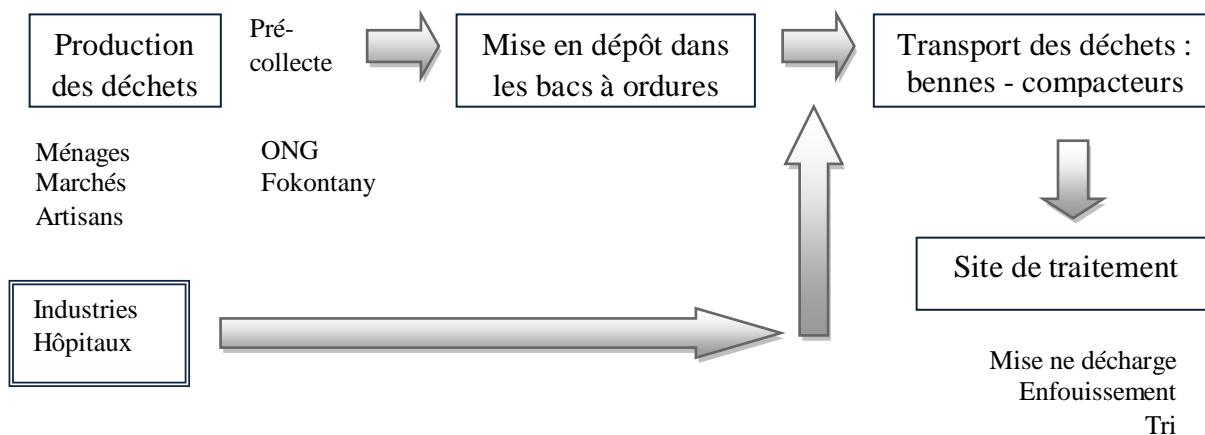 Production
des déchets
Pré-
collecte
Mise en dépôt dans
les bacs à ordures
Transport des déchets :
bennes - compacteurs
Ménages
Marchés
Artisans
ONG
Fokontany
Site de traitement
Industries
Hôpitaux
Mise ne décharge
Enfouissement
Tri